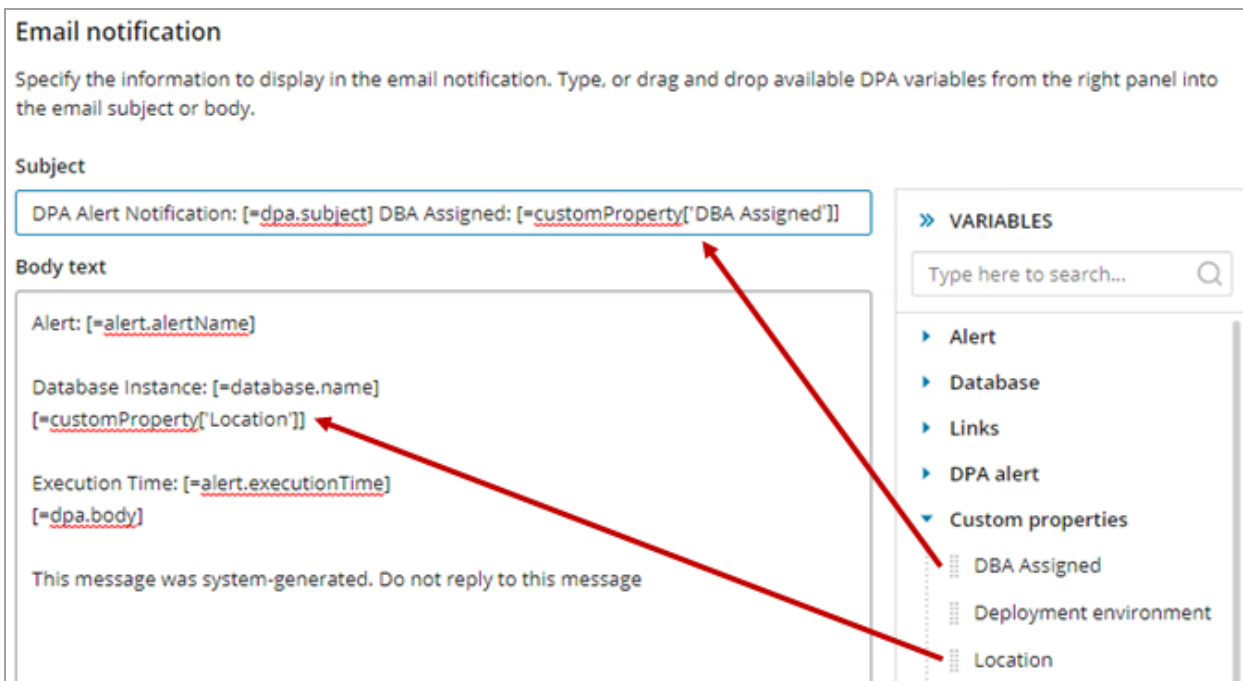 Email notification
Specify the information to display in the email notification. Type, or drag and drop available DPA variables from the right panel into
the email subject or body.
Subject
DPA Alert Notification: [=dpa.subject] DBA Assigned: [=customProperty['DBA Assigned']]
Body text
Alert: [=alert.alertName]
Database Instance: [=database.name]
[=customProperty['Location']]
Execution Time: [=alert.executionTime]
[=dpa.body]
This message was system-generated. Do not reply to this message
VARIABLES
Type here to search...
Alert
Database
Links
DPA alert
Custom properties
DBA Assigned
Deployment environment
Location